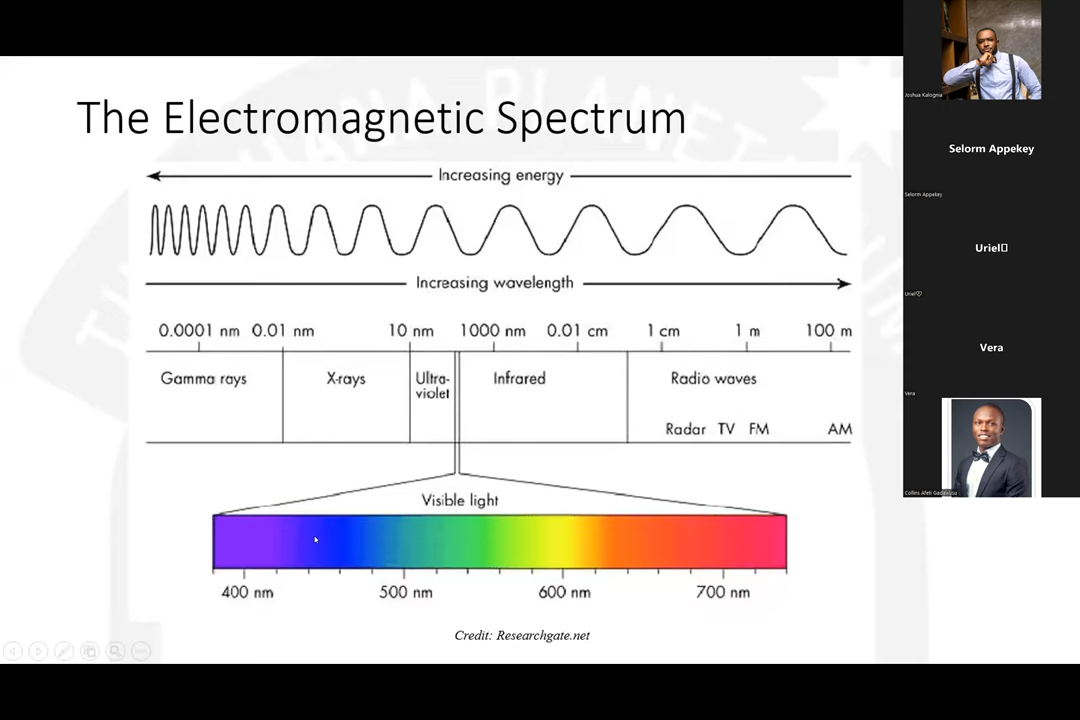 The Electromagnetic Spectrum
Increasing energy
Increasing wavelength
0.0001 nm 0.01 nm 10 nm 1000 nm 0.01 cm 1 cm 1 m 100 m
Gamma rays X-rays Ultra-
violet Infrared Radio waves
Radar TV FM AM
Visible light
400 nm 500 nm 600 nm 700 nm
Credit: Researchgate.net
Joshua Kalognia
Selorm Appekey
Selorm Appekey
Uriel
Uriel
Vera
Vera
Collins Afeti